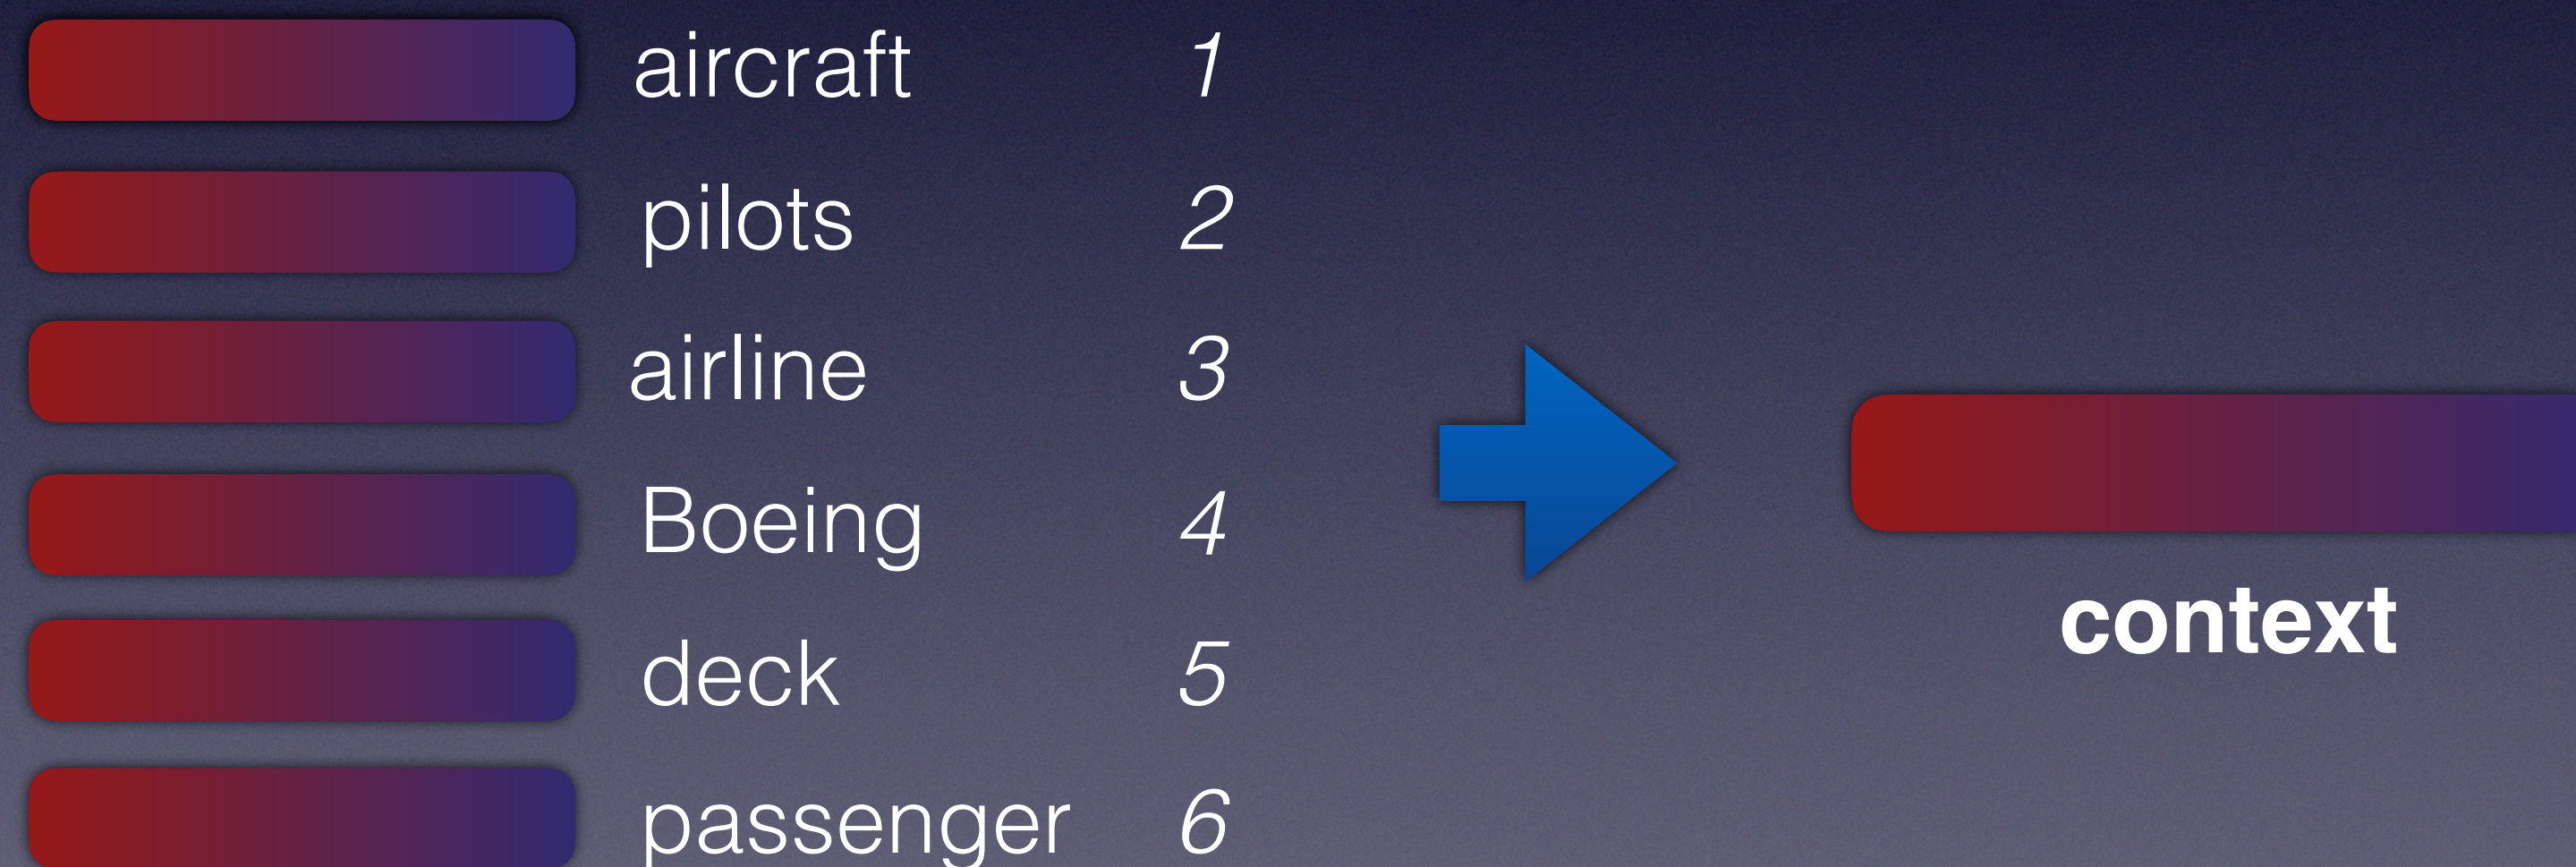 aircraft 1
pilots 2
airline 3
Boeing 4
deck 5
passenger 6
context